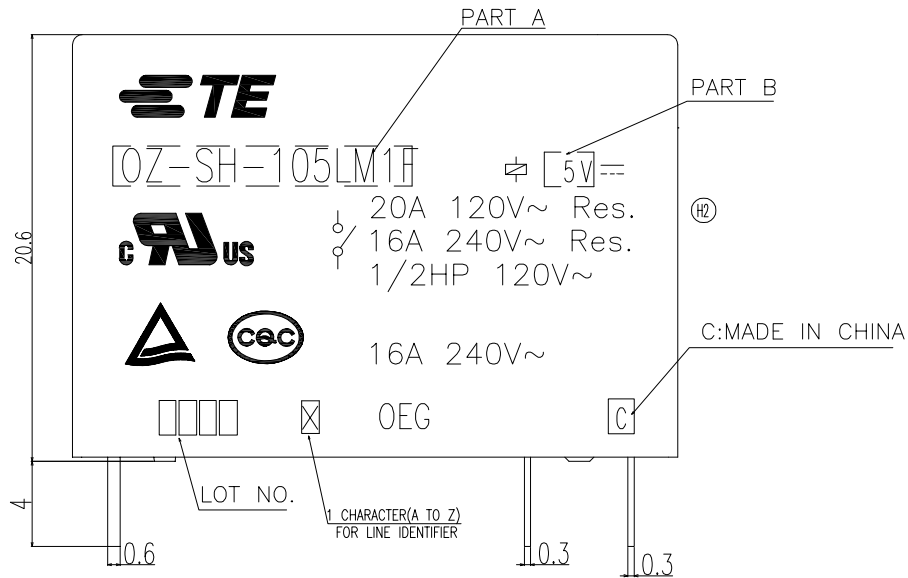 PART A
TE
PART B
OZ-SH-105LM1F
5V
20A 120V~ Res.
H2
C US
16A 240V~ Res.
1/2HP 120V~
20.6
C:MADE IN CHINA
CQC
16A 240V~
X
OEG
C
LOT NO.
4
1 CHARACTER(A TO Z)
FOR LINE IDENTIFIER
0.6
0.3
0.3